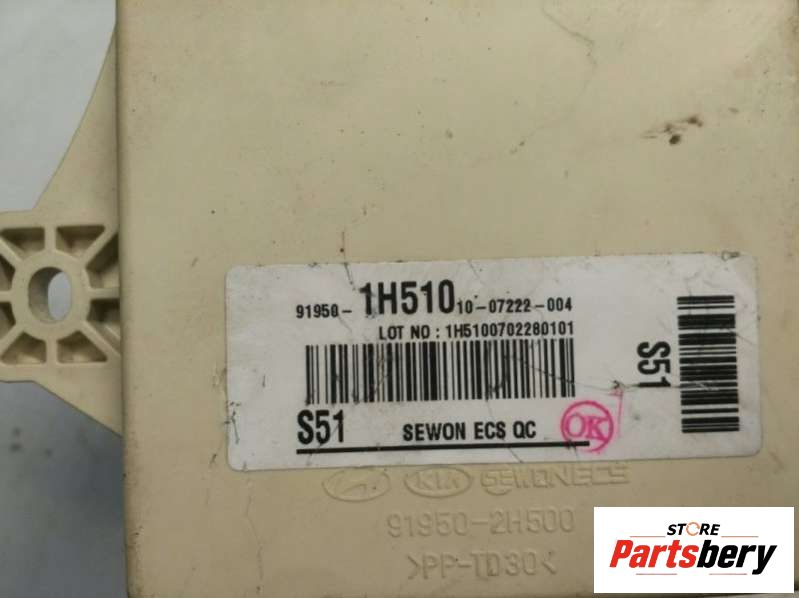 91950- 1H510 10-07222-004
LOT NO : 1H5100702280101
S51 SEWON ECS QC OK
S51
KIA SEWONECS
91950-2H500
>PP-TD30<
STORE
Partsbery